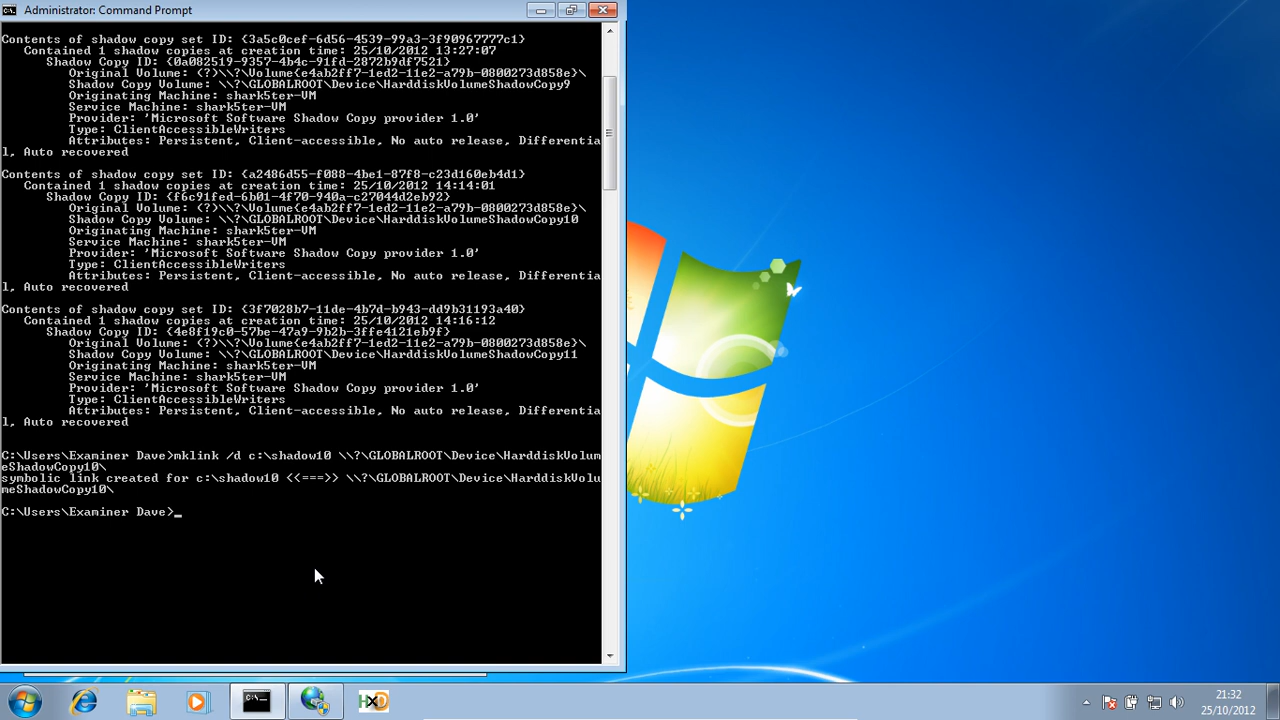 Administrator: Command Prompt
Contents of shadow copy set ID: {3a5c0cef-6d56-4539-99a3-3f90967777c1}
Contained 1 shadow copies at creation time: 25/10/2012 13:27:07
Shadow Copy ID: {0a082519-9357-4b4c-91fd-2872b9df7521}
Original Volume: (?)\\?\Volume{e4ab2ff7-1ed2-11e2-a79b-0800273d858e}\
Shadow Copy Volume: \\?\GLOBALROOT\Device\HarddiskVolumeShadowCopy9
Originating Machine: shark5ter-VM
Service Machine: shark5ter-VM
Provider: 'Microsoft Software Shadow Copy provider 1.0'
Type: ClientAccessibleWriters
Attributes: Persistent, Client-accessible, No auto release, Differentia
l, Auto recovered
Contents of shadow copy set ID: {a2486d55-f088-4be1-87f8-c23d160eb4d1}
Contained 1 shadow copies at creation time: 25/10/2012 14:14:01
Shadow Copy ID: {f6c91fed-6b01-4f70-940a-c27044d2eb92}
Original Volume: (?)\\?\Volume{e4ab2ff7-1ed2-11e2-a79b-0800273d858e}\
Shadow Copy Volume: \\?\GLOBALROOT\Device\HarddiskVolumeShadowCopy10
Originating Machine: shark5ter-VM
Service Machine: shark5ter-VM
Provider: 'Microsoft Software Shadow Copy provider 1.0'
Type: ClientAccessibleWriters
Attributes: Persistent, Client-accessible, No auto release, Differentia
l, Auto recovered
Contents of shadow copy set ID: {3f7028b7-11de-4b7d-b943-dd9b31193a40}
Contained 1 shadow copies at creation time: 25/10/2012 14:16:12
Shadow Copy ID: {4e8f19c0-57be-47a9-9b2b-3ffe4121eb9f}
Original Volume: (?)\\?\Volume{e4ab2ff7-1ed2-11e2-a79b-0800273d858e}\
Shadow Copy Volume: \\?\GLOBALROOT\Device\HarddiskVolumeShadowCopy11
Originating Machine: shark5ter-VM
Service Machine: shark5ter-VM
Provider: 'Microsoft Software Shadow Copy provider 1.0'
Type: ClientAccessibleWriters
Attributes: Persistent, Client-accessible, No auto release, Differentia
l, Auto recovered
C:\Users\Examiner Dave>mklink /d c:\shadow10 \\?\GLOBALROOT\Device\HarddiskVolum
eShadowCopy10\
symbolic link created for c:\shadow10 <<===>> \\?\GLOBALROOT\Device\HarddiskVolu
meShadowCopy10\
C:\Users\Examiner Dave>_
HxD
21:32
25/10/2012